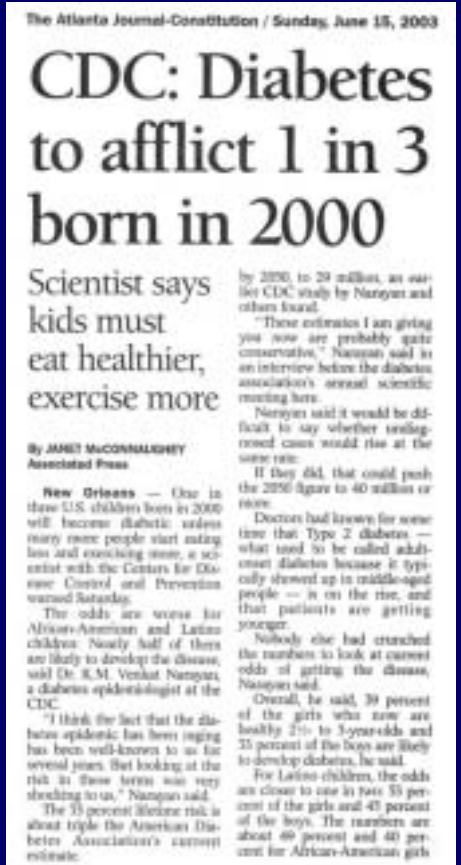 The Atlanta Journal-Constitution / Sunday, June 15, 2003
CDC: Diabetes
to afflict 1 in 3
born in 2000
Scientist says
kids must
eat healthier,
exercise more
By JANET McCONNAUGHEY
Associated Press
New Orleans — One in
three U.S. children born in 2000
will become diabetic unless
many more people start eating
less and exercising more, a sci-
entist with the Centers for Dis-
ease Control and Prevention
warned Saturday.
The odds are worse for
African-American and Latino
children: Nearly half of them
are likely to develop the disease,
said Dr. K.M. Venkat Narayan,
a diabetes epidemiologist at the
CDC.
"I think the fact that the dia-
betes epidemic has been raging
has been well-known to us for
several years. But looking at the
risk in these terms was very
shocking to us," Narayan said.
The 33 percent lifetime risk is
about triple the American Dia-
betes Association's current
estimate.
by 2050, to 29 million, an ear-
lier CDC study by Narayan and
others found.
"These estimates I am giving
you now are probably quite
conservative," Narayan said in
an interview before the diabetes
association's annual scientific
meeting here.
Narayan said it would be dif-
ficult to say whether undiag-
nosed cases would rise at the
same rate.
If they did, that could push
the 2050 figure to 40 million or
more.
Doctors had known for some
time that Type 2 diabetes —
what used to be called adult-
onset diabetes because it typi-
cally showed up in middle-aged
people — is on the rise, and
that patients are getting
younger.
Nobody else had crunched
the numbers to look at current
odds of getting the disease,
Narayan said.
Overall, he said, 39 percent
of the girls who now are
healthy 2½- to 3-year-olds and
33 percent of the boys are likely
to develop diabetes, he said.
For Latino children, the odds
are closer to one in two: 53 per-
cent of the girls and 45 percent
of the boys. The numbers are
about 49 percent and 40 per-
cent for African-American girls